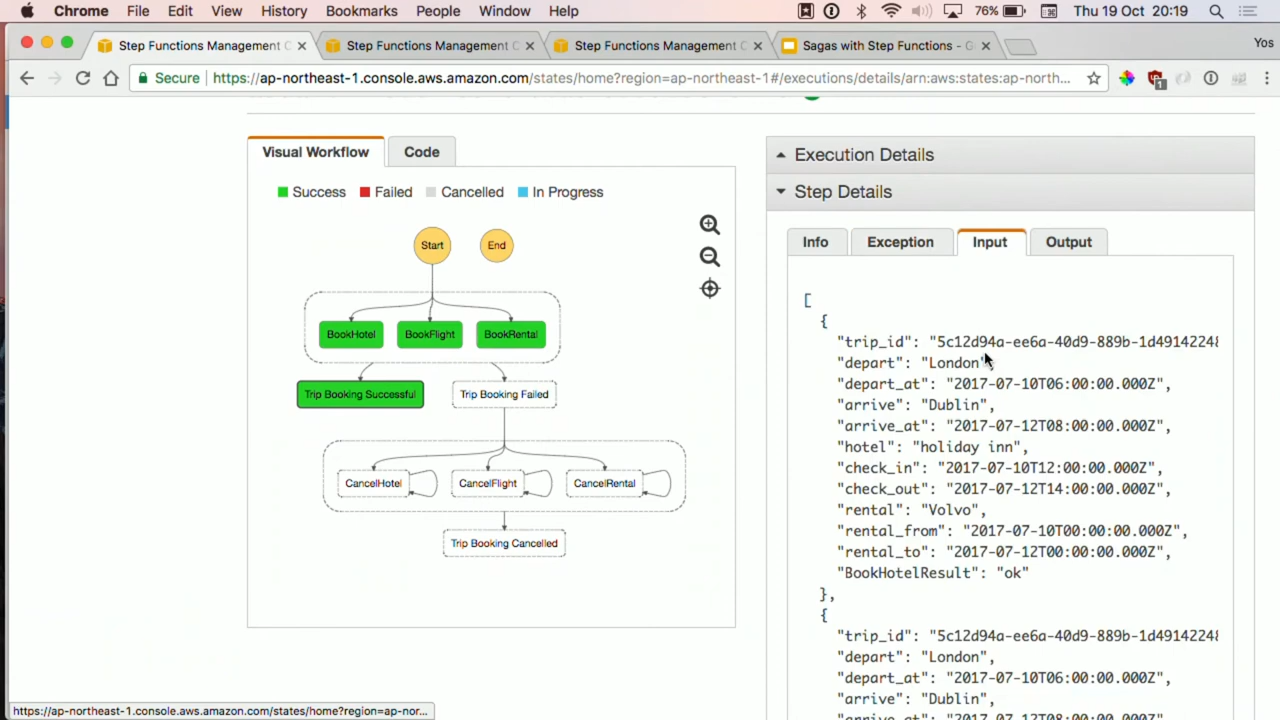 Chrome File Edit View History Bookmarks People Window Help 76% Thu 19 Oct 20:19
Step Functions Management C Step Functions Management C Step Functions Management C Sagas with Step Functions - G Yos
Secure https://ap-northeast-1.console.aws.amazon.com/states/home?region=ap-northeast-1#/executions/details/arn:aws:states:ap-north... 1
Visual Workflow Code
Success Failed Cancelled In Progress
Start End
BookHotel BookFlight BookRental
Trip Booking Successful Trip Booking Failed
CancelHotel CancelFlight CancelRental
Trip Booking Cancelled
Execution Details
Step Details
Info Exception Input Output
[
{
"trip_id": "5c12d94a-ee6a-40d9-889b-1d4914224
"depart": "London",
"depart_at": "2017-07-10T06:00:00.000Z",
"arrive": "Dublin",
"arrive_at": "2017-07-12T08:00:00.000Z",
"hotel": "holiday inn",
"check_in": "2017-07-10T12:00:00.000Z",
"check_out": "2017-07-12T14:00:00.000Z",
"rental": "Volvo",
"rental_from": "2017-07-10T00:00:00.000Z",
"rental_to": "2017-07-12T00:00:00.000Z",
"BookHotelResult": "ok"
},
{
"trip_id": "5c12d94a-ee6a-40d9-889b-1d4914224
"depart": "London",
"depart_at": "2017-07-10T06:00:00.000Z",
"arrive": "Dublin",
"arrive_at": "2017-07-12T08:00:00.000Z",
https://ap-northeast-1.console.aws.amazon.com/states/home?region=ap-nor...